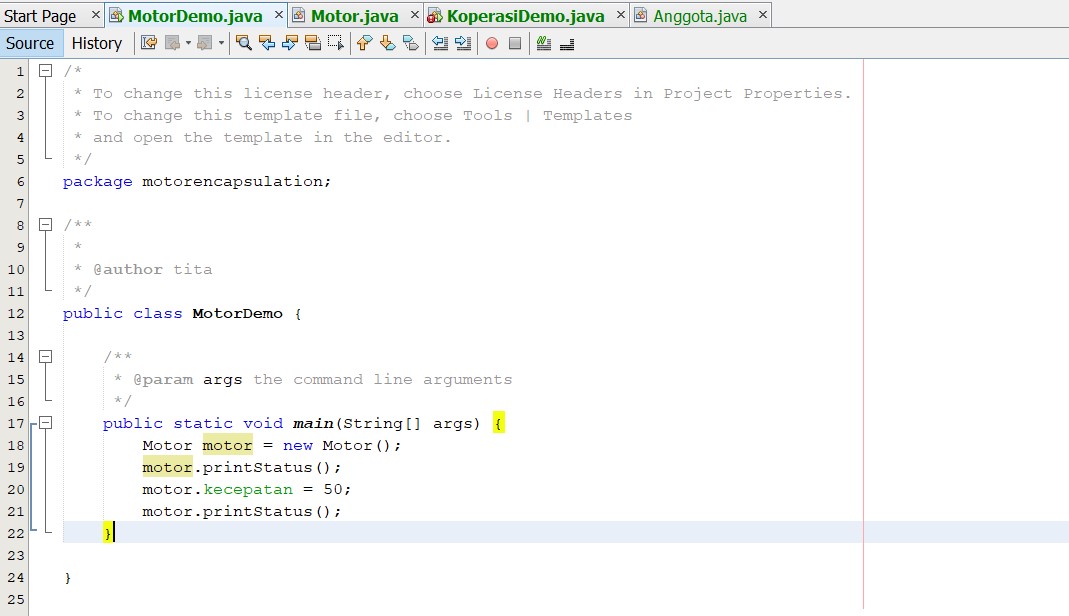 Start Page × MotorDemo.java × Motor.java × KoperasiDemo.java × Anggota.java ×
Source History
1 /*
2  * To change this license header, choose License Headers in Project Properties.
3  * To change this template file, choose Tools | Templates
4  * and open the template in the editor.
5  */
6 package motorencapsulation;
7
8 /**
9  *
10  * @author tita
11  */
12 public class MotorDemo {
13
14     /**
15      * @param args the command line arguments
16      */
17     public static void main(String[] args) {
18         Motor motor = new Motor();
19         motor.printStatus();
20         motor.kecepatan = 50;
21         motor.printStatus();
22     }
23
24 }
25